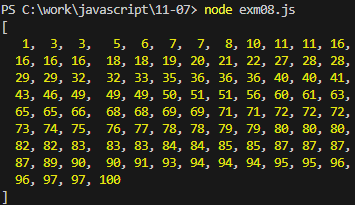 PS C:\work\javascript\11-07> node exm08.js
[
1, 3, 3, 5, 6, 7, 7, 8, 10, 11, 11, 16,
16, 16, 16, 18, 18, 19, 20, 21, 22, 27, 28, 28,
29, 29, 32, 32, 33, 35, 36, 36, 36, 40, 40, 41,
43, 46, 49, 49, 49, 50, 51, 51, 56, 60, 61, 63,
65, 65, 66, 68, 68, 69, 69, 71, 71, 72, 72, 72,
73, 74, 75, 76, 77, 78, 78, 79, 79, 80, 80, 80,
82, 82, 83, 83, 83, 84, 84, 85, 85, 87, 87, 87,
87, 89, 90, 90, 91, 93, 94, 94, 94, 95, 95, 96,
96, 97, 97, 100
]